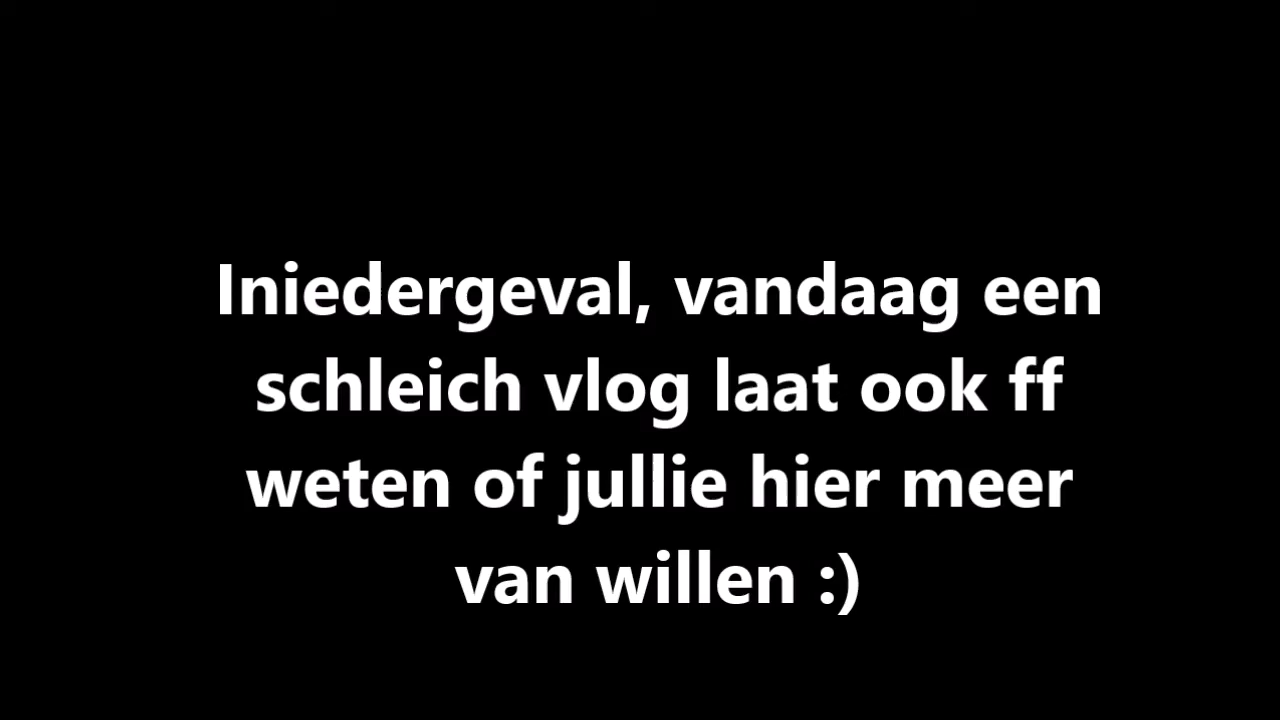 Iniedergeval, vandaag een
schleich vlog laat ook ff
weten of jullie hier meer
van willen :)